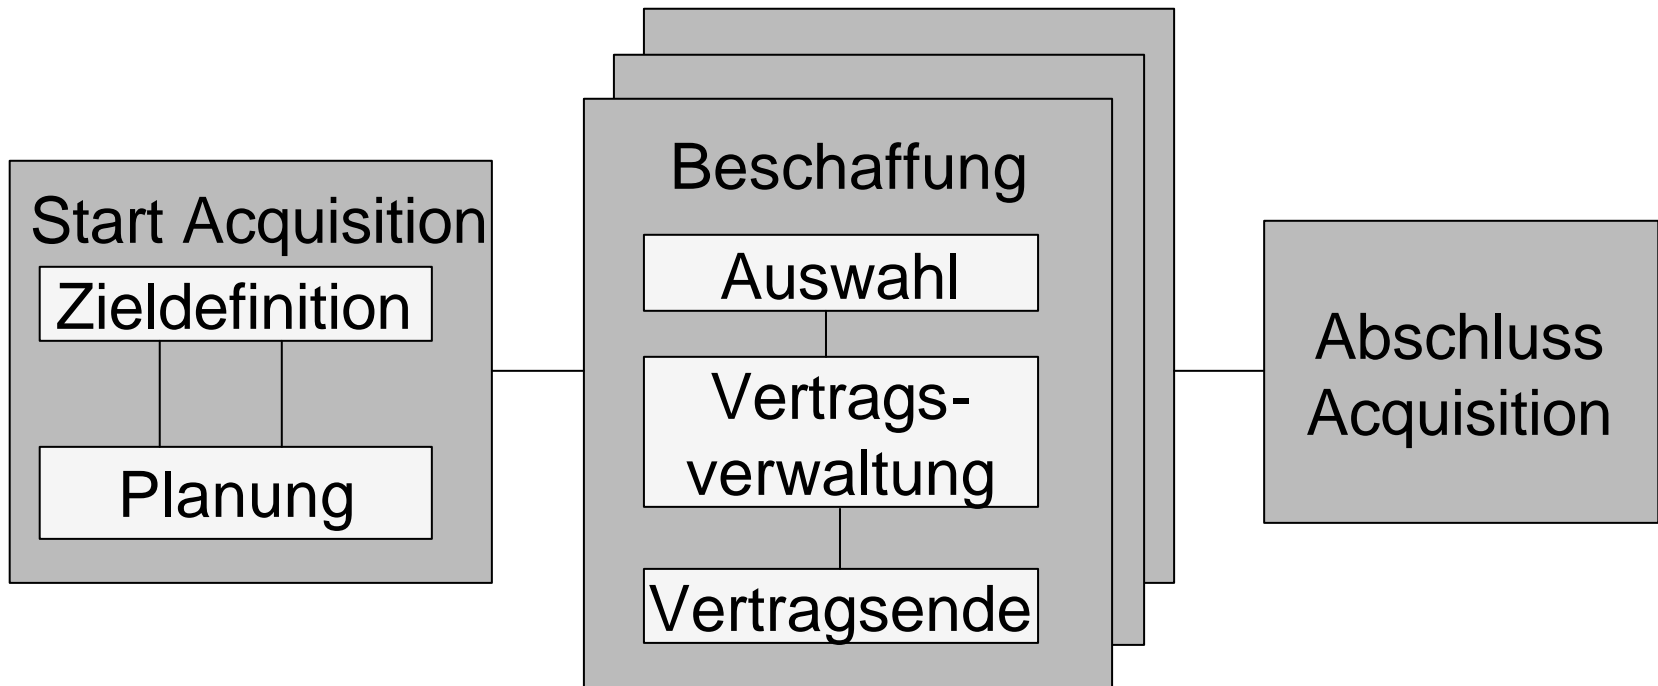 Start Acquisition
Zieldefinition
Planung
Beschaffung
Auswahl
Vertrags-
verwaltung
Vertragsende
Abschluss
Acquisition